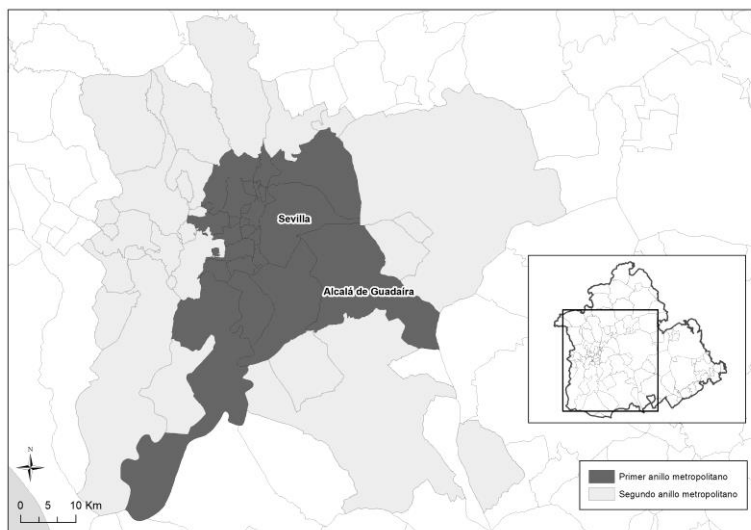 Sevilla
Alcalá de Guadaíra
N
0 5 10 Km
Primer anillo metropolitano
Segundo anillo metropolitano